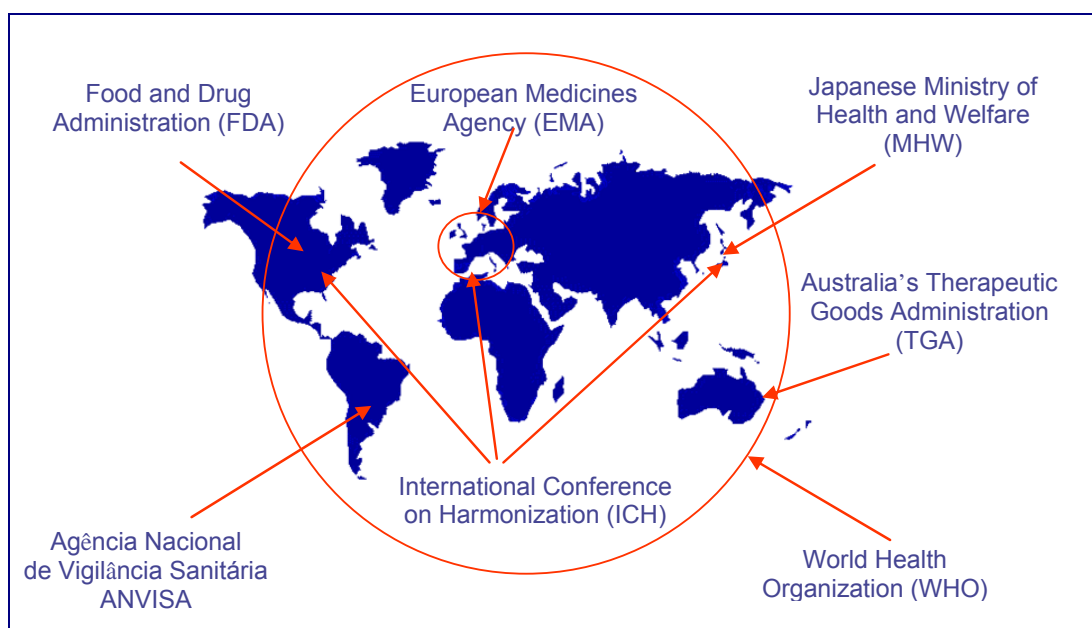 Food and Drug
Administration (FDA)
European Medicines
Agency (EMA)
Japanese Ministry of
Health and Welfare
(MHW)
Australia's Therapeutic
Goods Administration
(TGA)
International Conference
on Harmonization (ICH)
Agência Nacional
de Vigilância Sanitária
ANVISA
World Health
Organization (WHO)